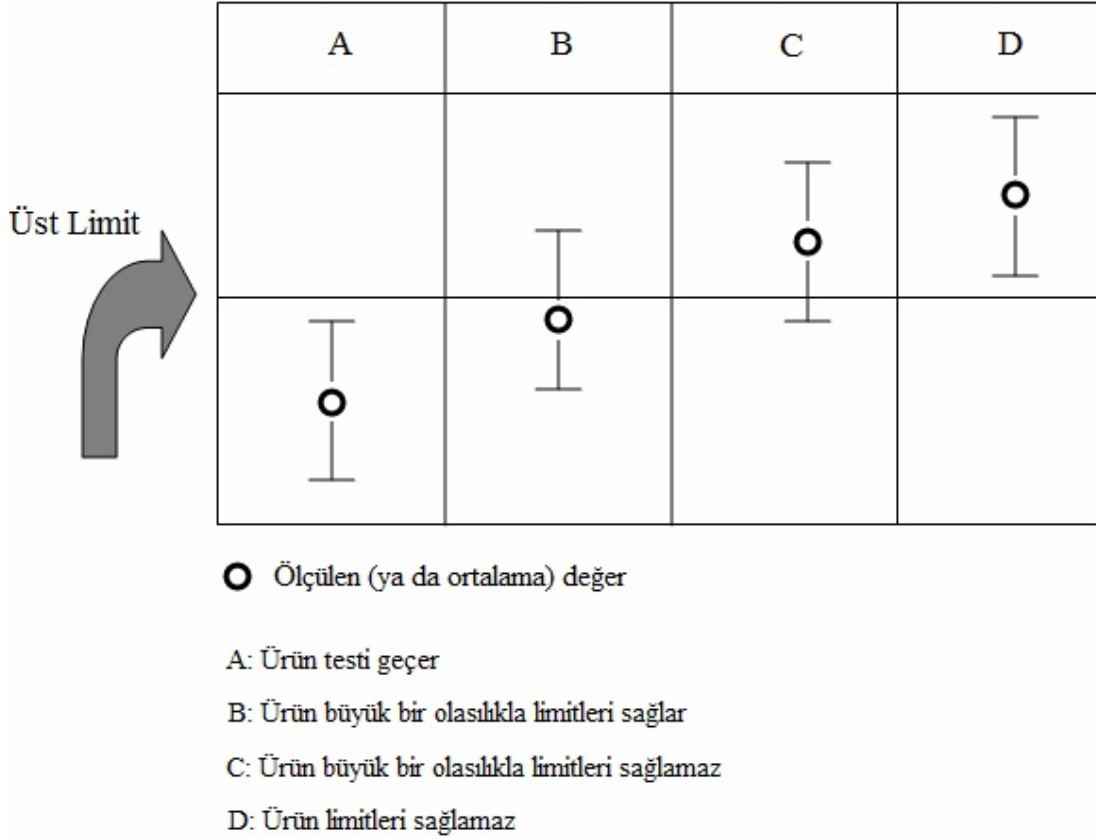 A B C D
Üst Limit
Ölçülen (ya da ortalama) değer
A: Ürün testi geçer
B: Ürün büyük bir olasılıkla limitleri sağlar
C: Ürün büyük bir olasılıkla limitleri sağlamaz
D: Ürün limitleri sağlamaz